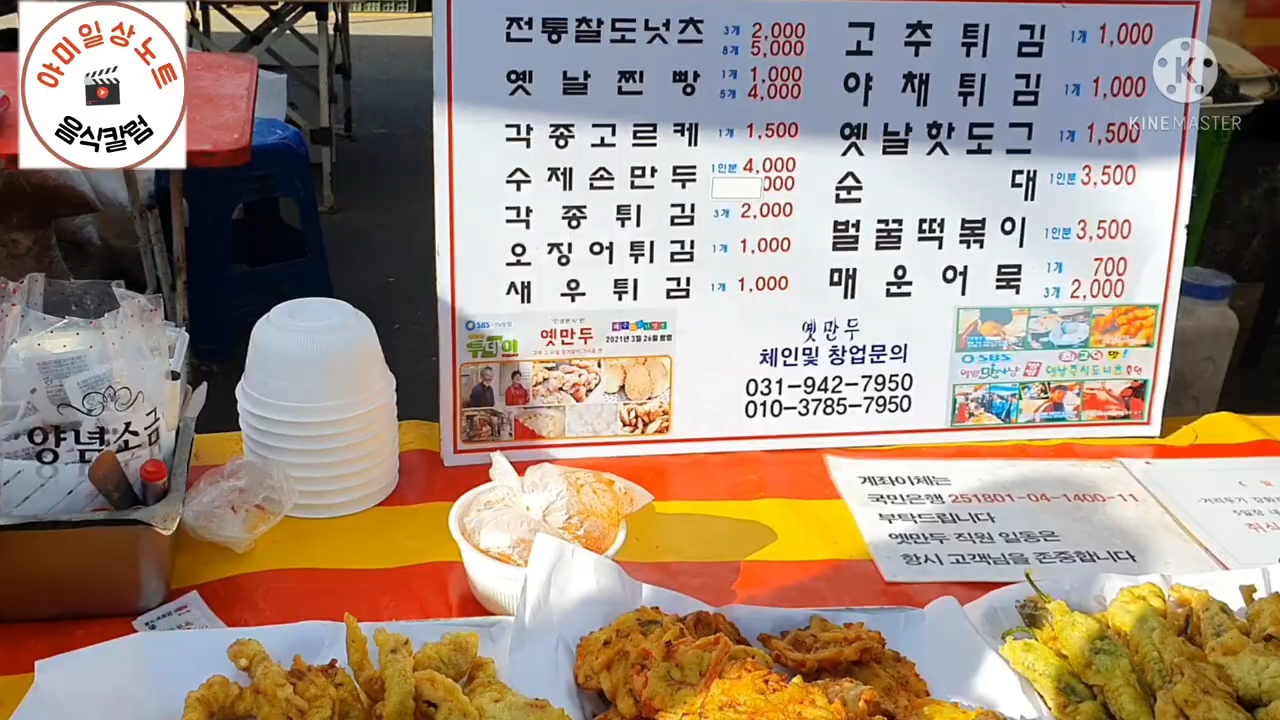 야미일상노트
음식칼럼
전통찰도넛츠 3개 2,000
8개 5,000
옛날찐빵 1개 1,000
5개 4,000
각종고르케 1개 1,500
수제손만두 1인분 4,000
000
각종튀김 3개 2,000
오징어튀김 1개 1,000
새우튀김 1개 1,000
고추튀김 1개 1,000
야채튀김 1개 1,000
옛날핫도그 1개 1,500
순대 1인분 3,500
벌꿀떡볶이 1인분 3,500
매운어묵 1개 700
3개 2,000
K
KINEMASTER
SBS
옛만두
2021년 3월 26일 방영
투데이
옛만두
체인및 창업문의
031-942-7950
010-3785-7950
SBS
양념소금
계좌이체는
국민은행 251801-04-1400-11
부탁드립니다
옛만두 직원 일동은
항시 고객님을 존중합니다